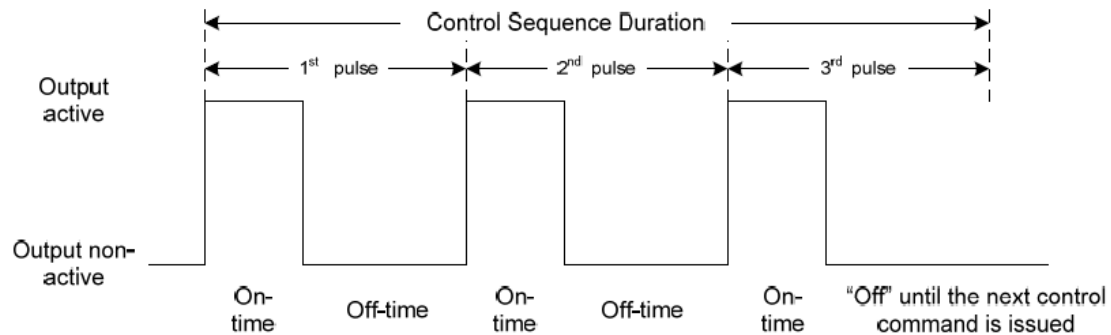 Control Sequence Duration
1st pulse
2nd pulse
3rd pulse
Output
active
Output non-
active
On-
time
Off-time
On-
time
Off-time
On-
time
“Off” until the next control
command is issued